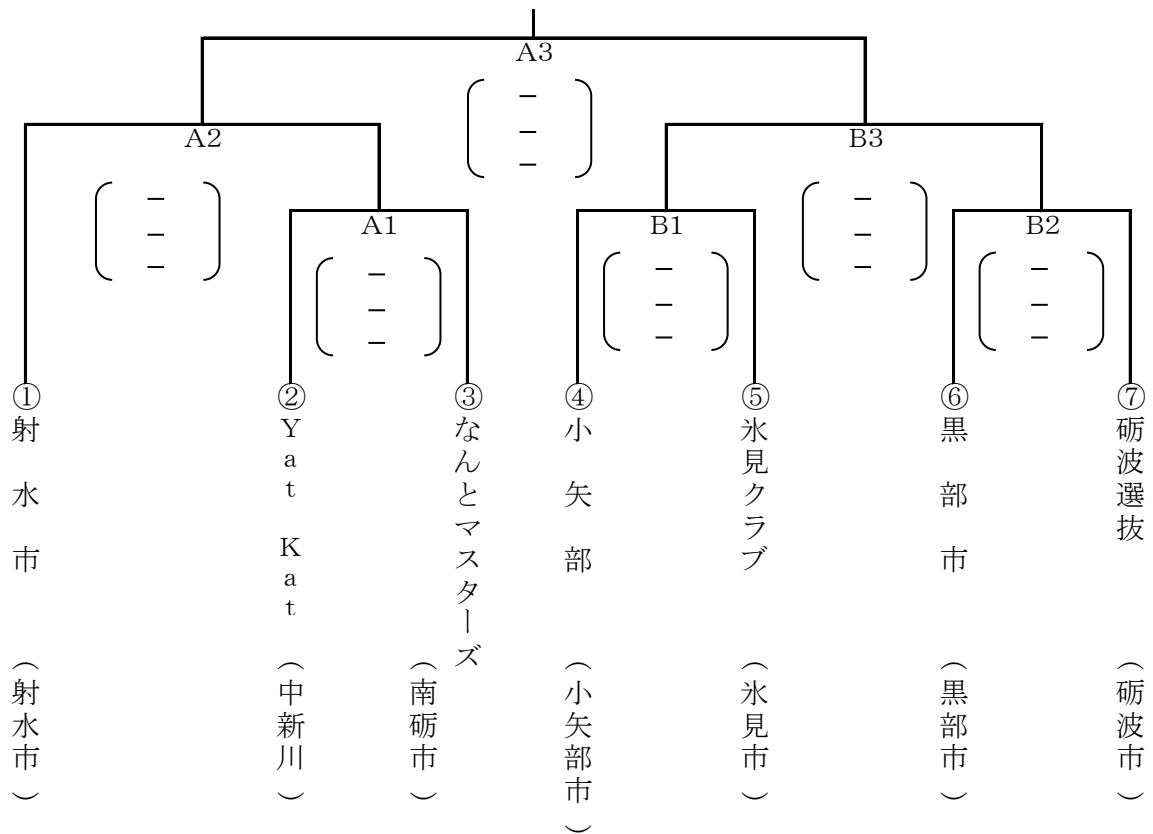 A3
－
－
－
A2
B3
－
－
－
－
－
－
A1
B1
B2
－
－
－
－
－
－
－
－
－
①射水市（射水市）
②Yat Kat（中新川）
③なんとマスターズ（南砺市）
④小矢部（小矢部市）
⑤氷見クラブ（氷見市）
⑥黒部市（黒部市）
⑦砺波選抜（砺波市）